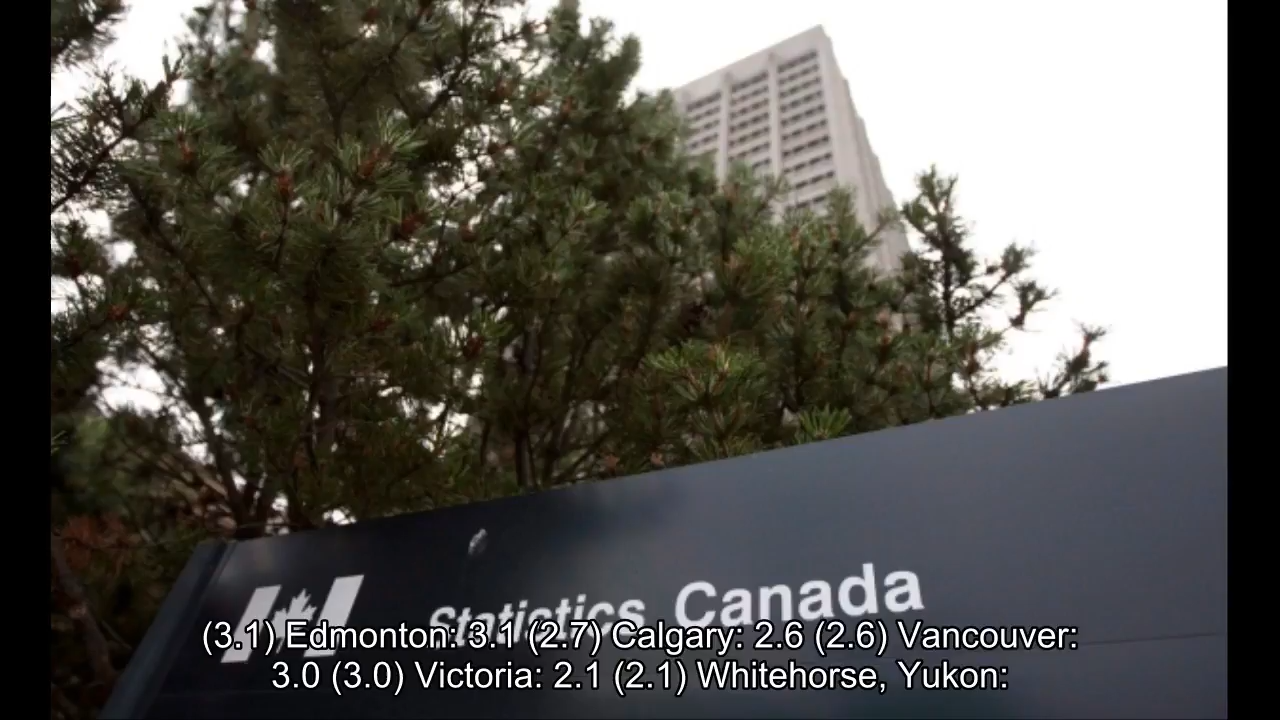 Statistics Canada
(3.1) Edmonton: 3.1 (2.7) Calgary: 2.6 (2.6) Vancouver:
3.0 (3.0) Victoria: 2.1 (2.1) Whitehorse, Yukon: